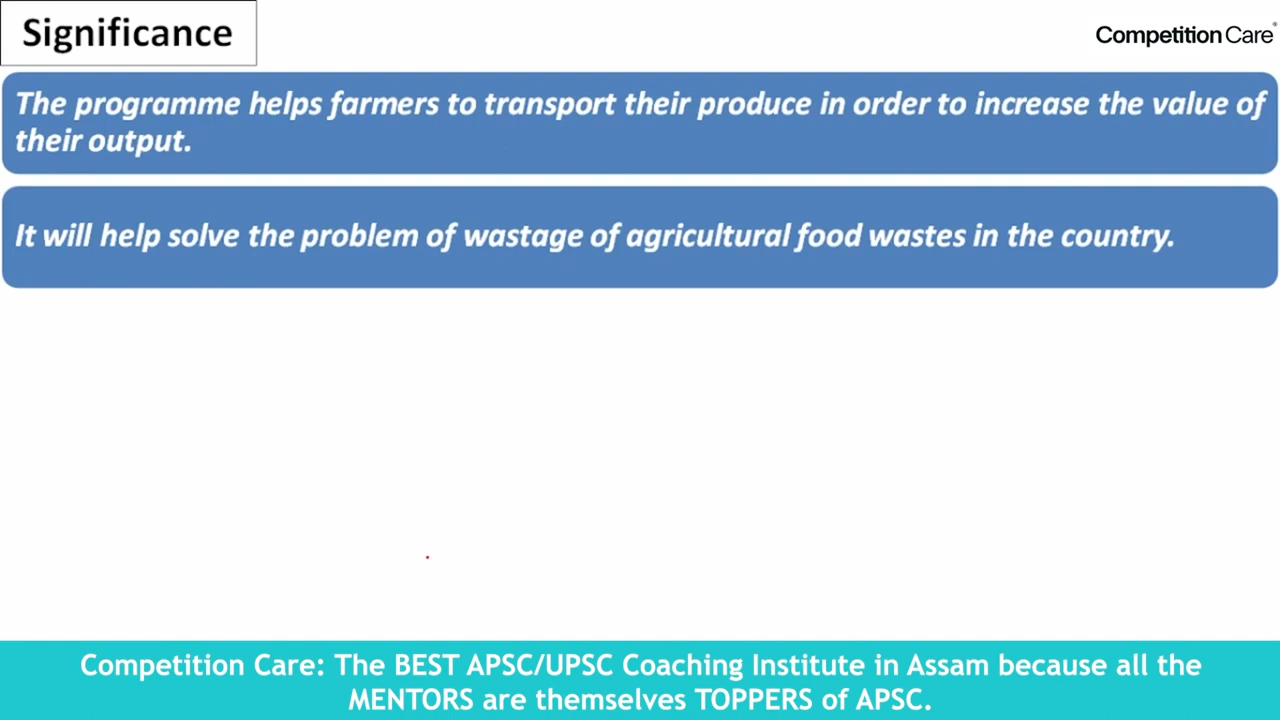 Significance
Competition Care®
The programme helps farmers to transport their produce in order to increase the value of
their output.
It will help solve the problem of wastage of agricultural food wastes in the country.
Competition Care: The BEST APSC/UPSC Coaching Institute in Assam because all the
MENTORS are themselves TOPPERS of APSC.